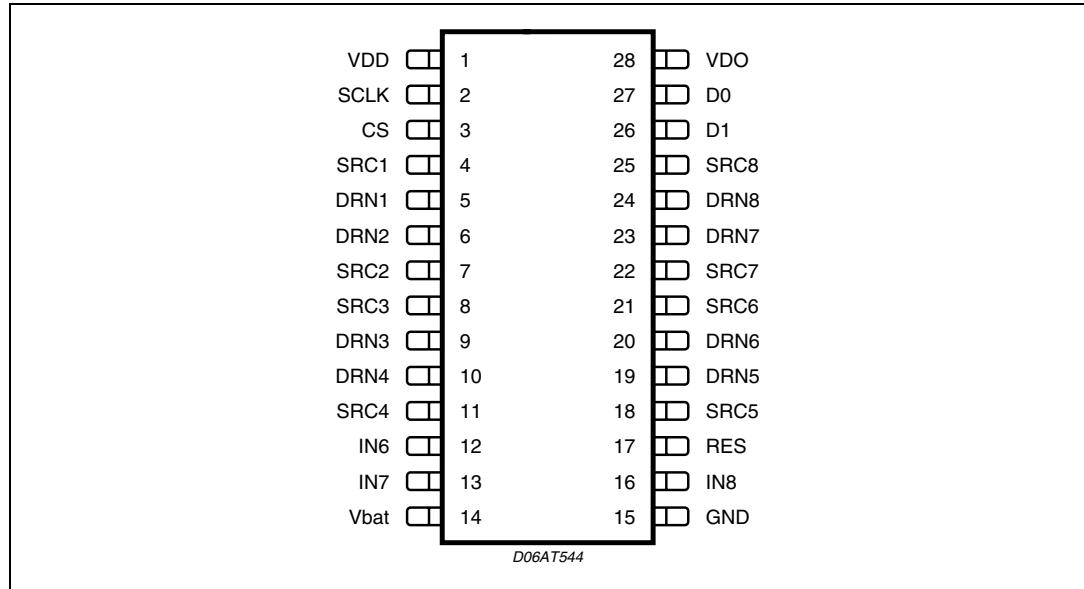 VDD 1 28 VDO
SCLK 2 27 D0
CS 3 26 D1
SRC1 4 25 SRC8
DRN1 5 24 DRN8
DRN2 6 23 DRN7
SRC2 7 22 SRC7
SRC3 8 21 SRC6
DRN3 9 20 DRN6
DRN4 10 19 DRN5
SRC4 11 18 SRC5
IN6 12 17 RES
IN7 13 16 IN8
Vbat 14 15 GND
D06AT544